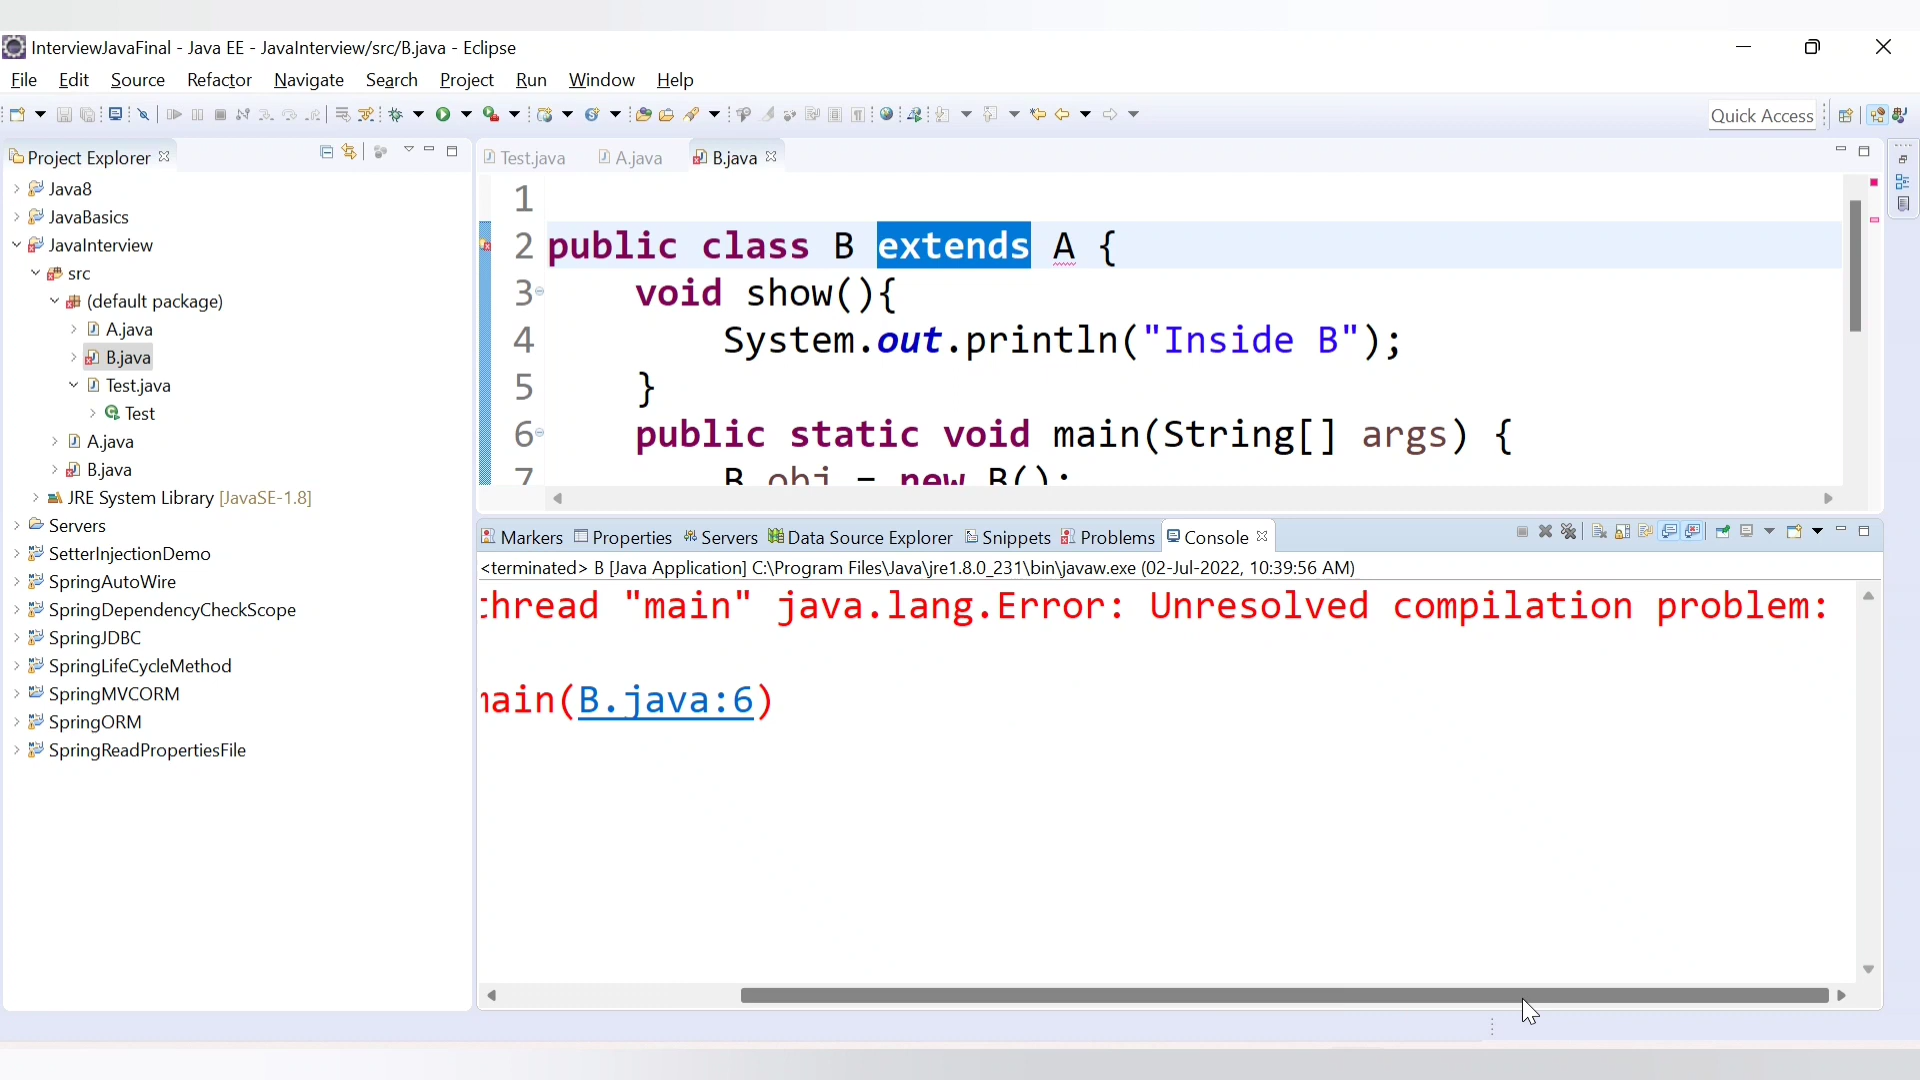 InterviewJavaFinal - Java EE - JavaInterview/src/B.java - Eclipse
File Edit Source Refactor Navigate Search Project Run Window Help
Quick Access
Project Explorer
Java8
JavaBasics
JavaInterview
src
(default package)
A.java
B.java
Test.java
Test
A.java
B.java
JRE System Library [JavaSE-1.8]
Servers
SetterInjectionDemo
SpringAutoWire
SpringDependencyCheckScope
SpringJDBC
SpringLifeCycleMethod
SpringMVCORM
SpringORM
SpringReadPropertiesFile
Test.java A.java B.java
1
2 public class B extends A {
3 void show(){
4 System.out.println("Inside B");
5 }
6 public static void main(String[] args) {
7 B obj = new B();
Markers Properties Servers Data Source Explorer Snippets Problems Console
<terminated> B [Java Application] C:\Program Files\Java\jre1.8.0_231\bin\javaw.exe (02-Jul-2022, 10:39:56 AM)
thread "main" java.lang.Error: Unresolved compilation problem:
main(B.java:6)